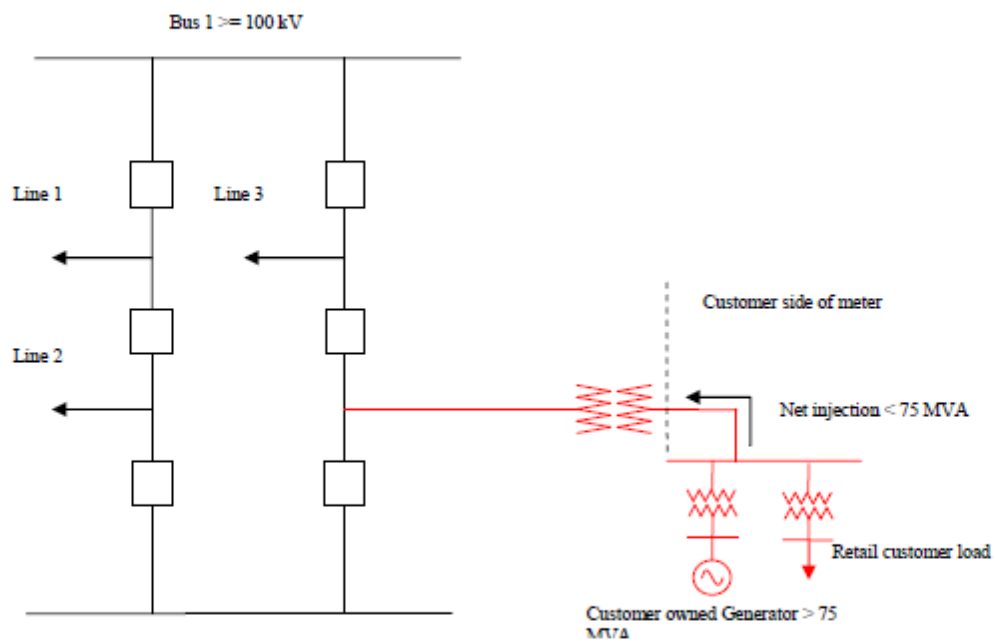 Bus 1 >= 100 kV
Line 1
Line 3
Customer side of meter
Line 2
Net injection < 75 MVA
Retail customer load
Customer owned Generator > 75
MVA